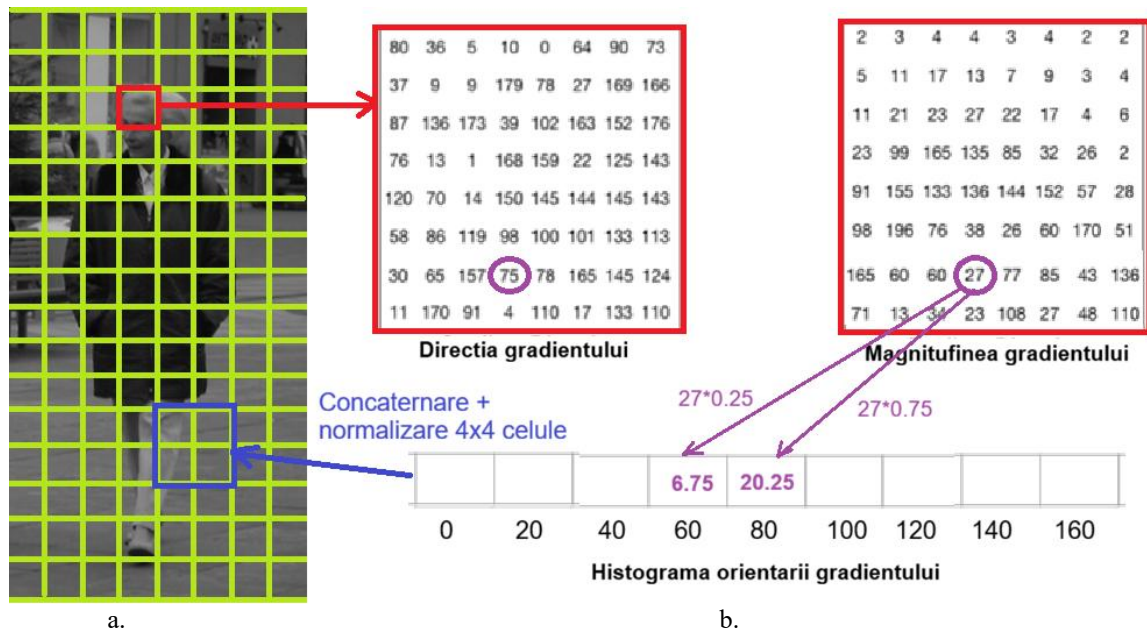 80 36 5 10 0 64 90 73
37 9 9 179 78 27 169 166
87 136 173 39 102 163 152 176
76 13 1 168 159 22 125 143
120 70 14 150 145 144 145 143
58 86 119 98 100 101 133 113
30 65 157 75 78 165 145 124
11 170 91 4 110 17 133 110
Directia gradientului
2 3 4 4 3 4 2 2
5 11 17 13 7 9 3 4
11 21 23 27 22 17 4 6
23 99 165 135 85 32 26 2
91 155 133 136 144 152 57 28
98 196 76 38 26 60 170 51
165 60 60 27 77 85 43 136
71 13 34 23 108 27 48 110
Magnitufinea gradientului
Concaternare +
normalizare 4x4 celule
27*0.25
27*0.75
6.75 20.25
0 20 40 60 80 100 120 140 160
Histograma orientarii gradientului
a. b.